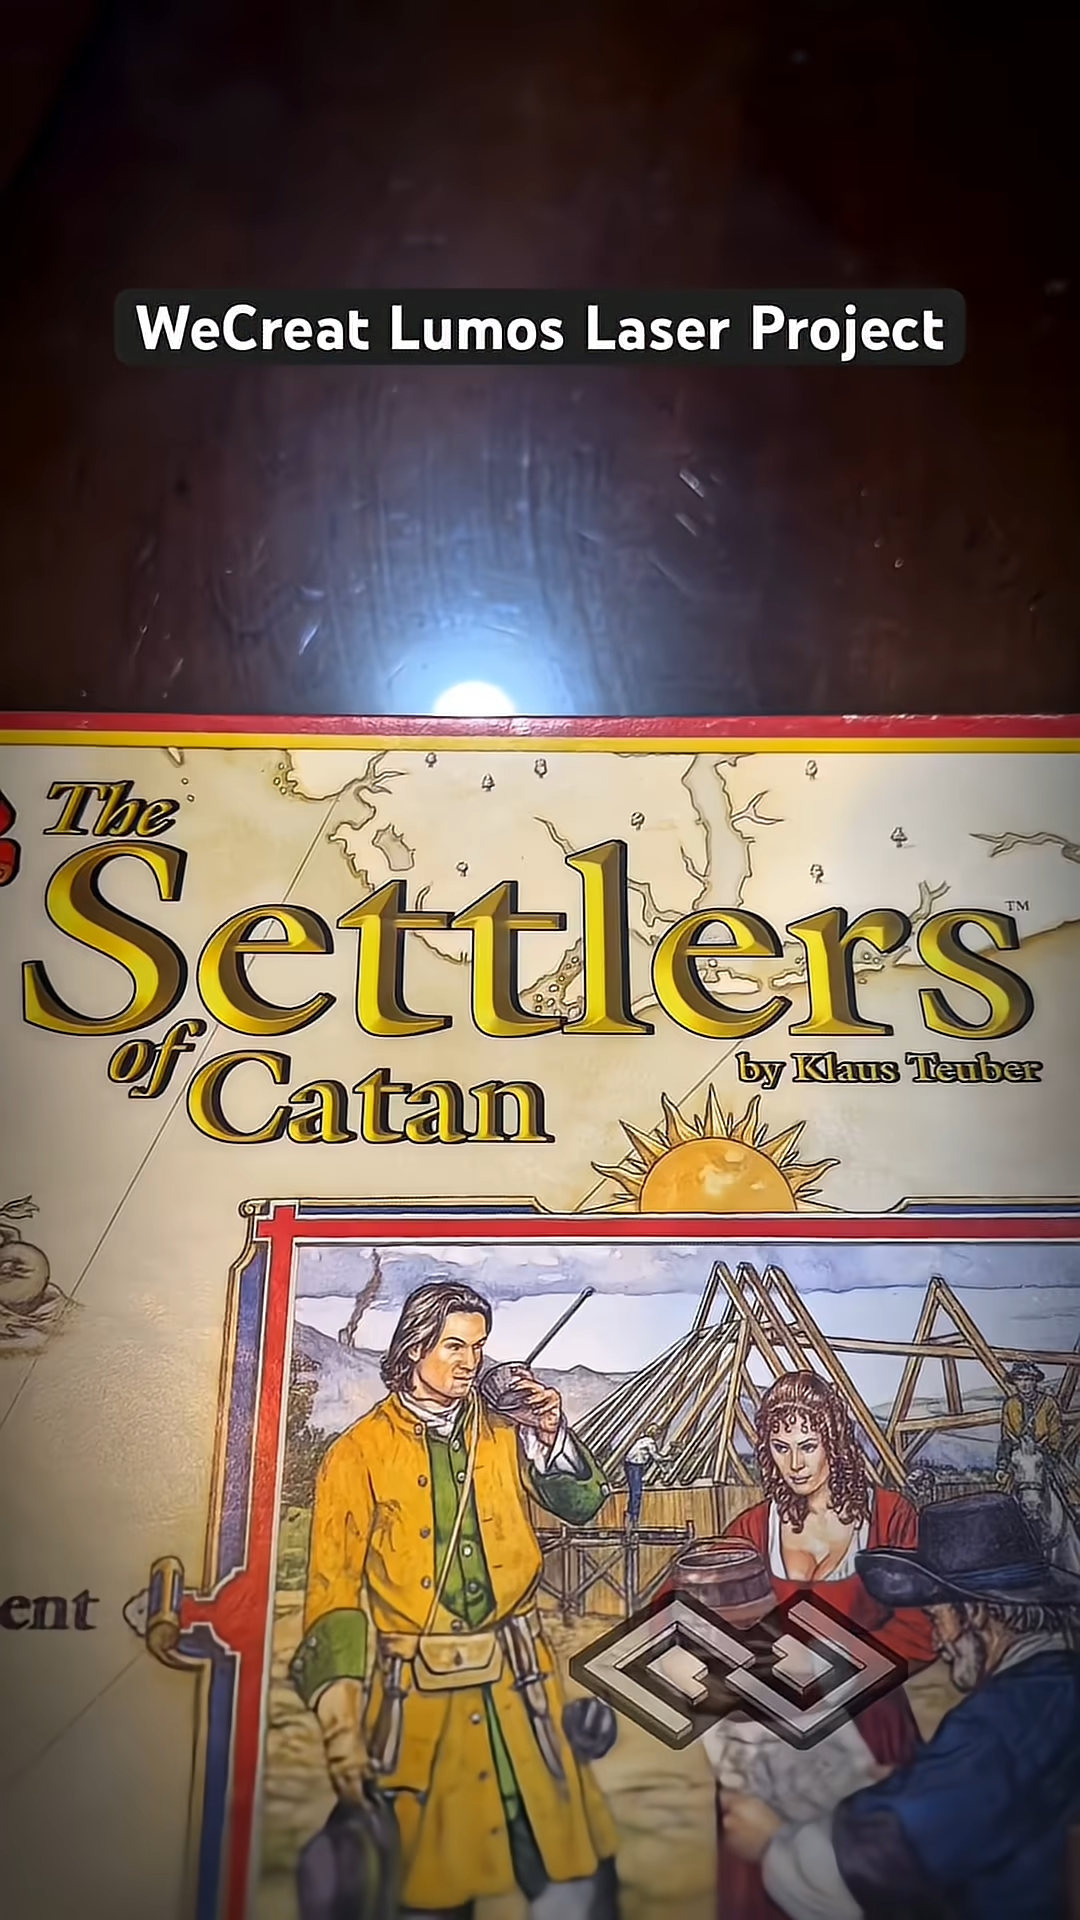 WeCreat Lumos Laser Project
The
Settlers™
of Catan
by Klaus Teuber
ent